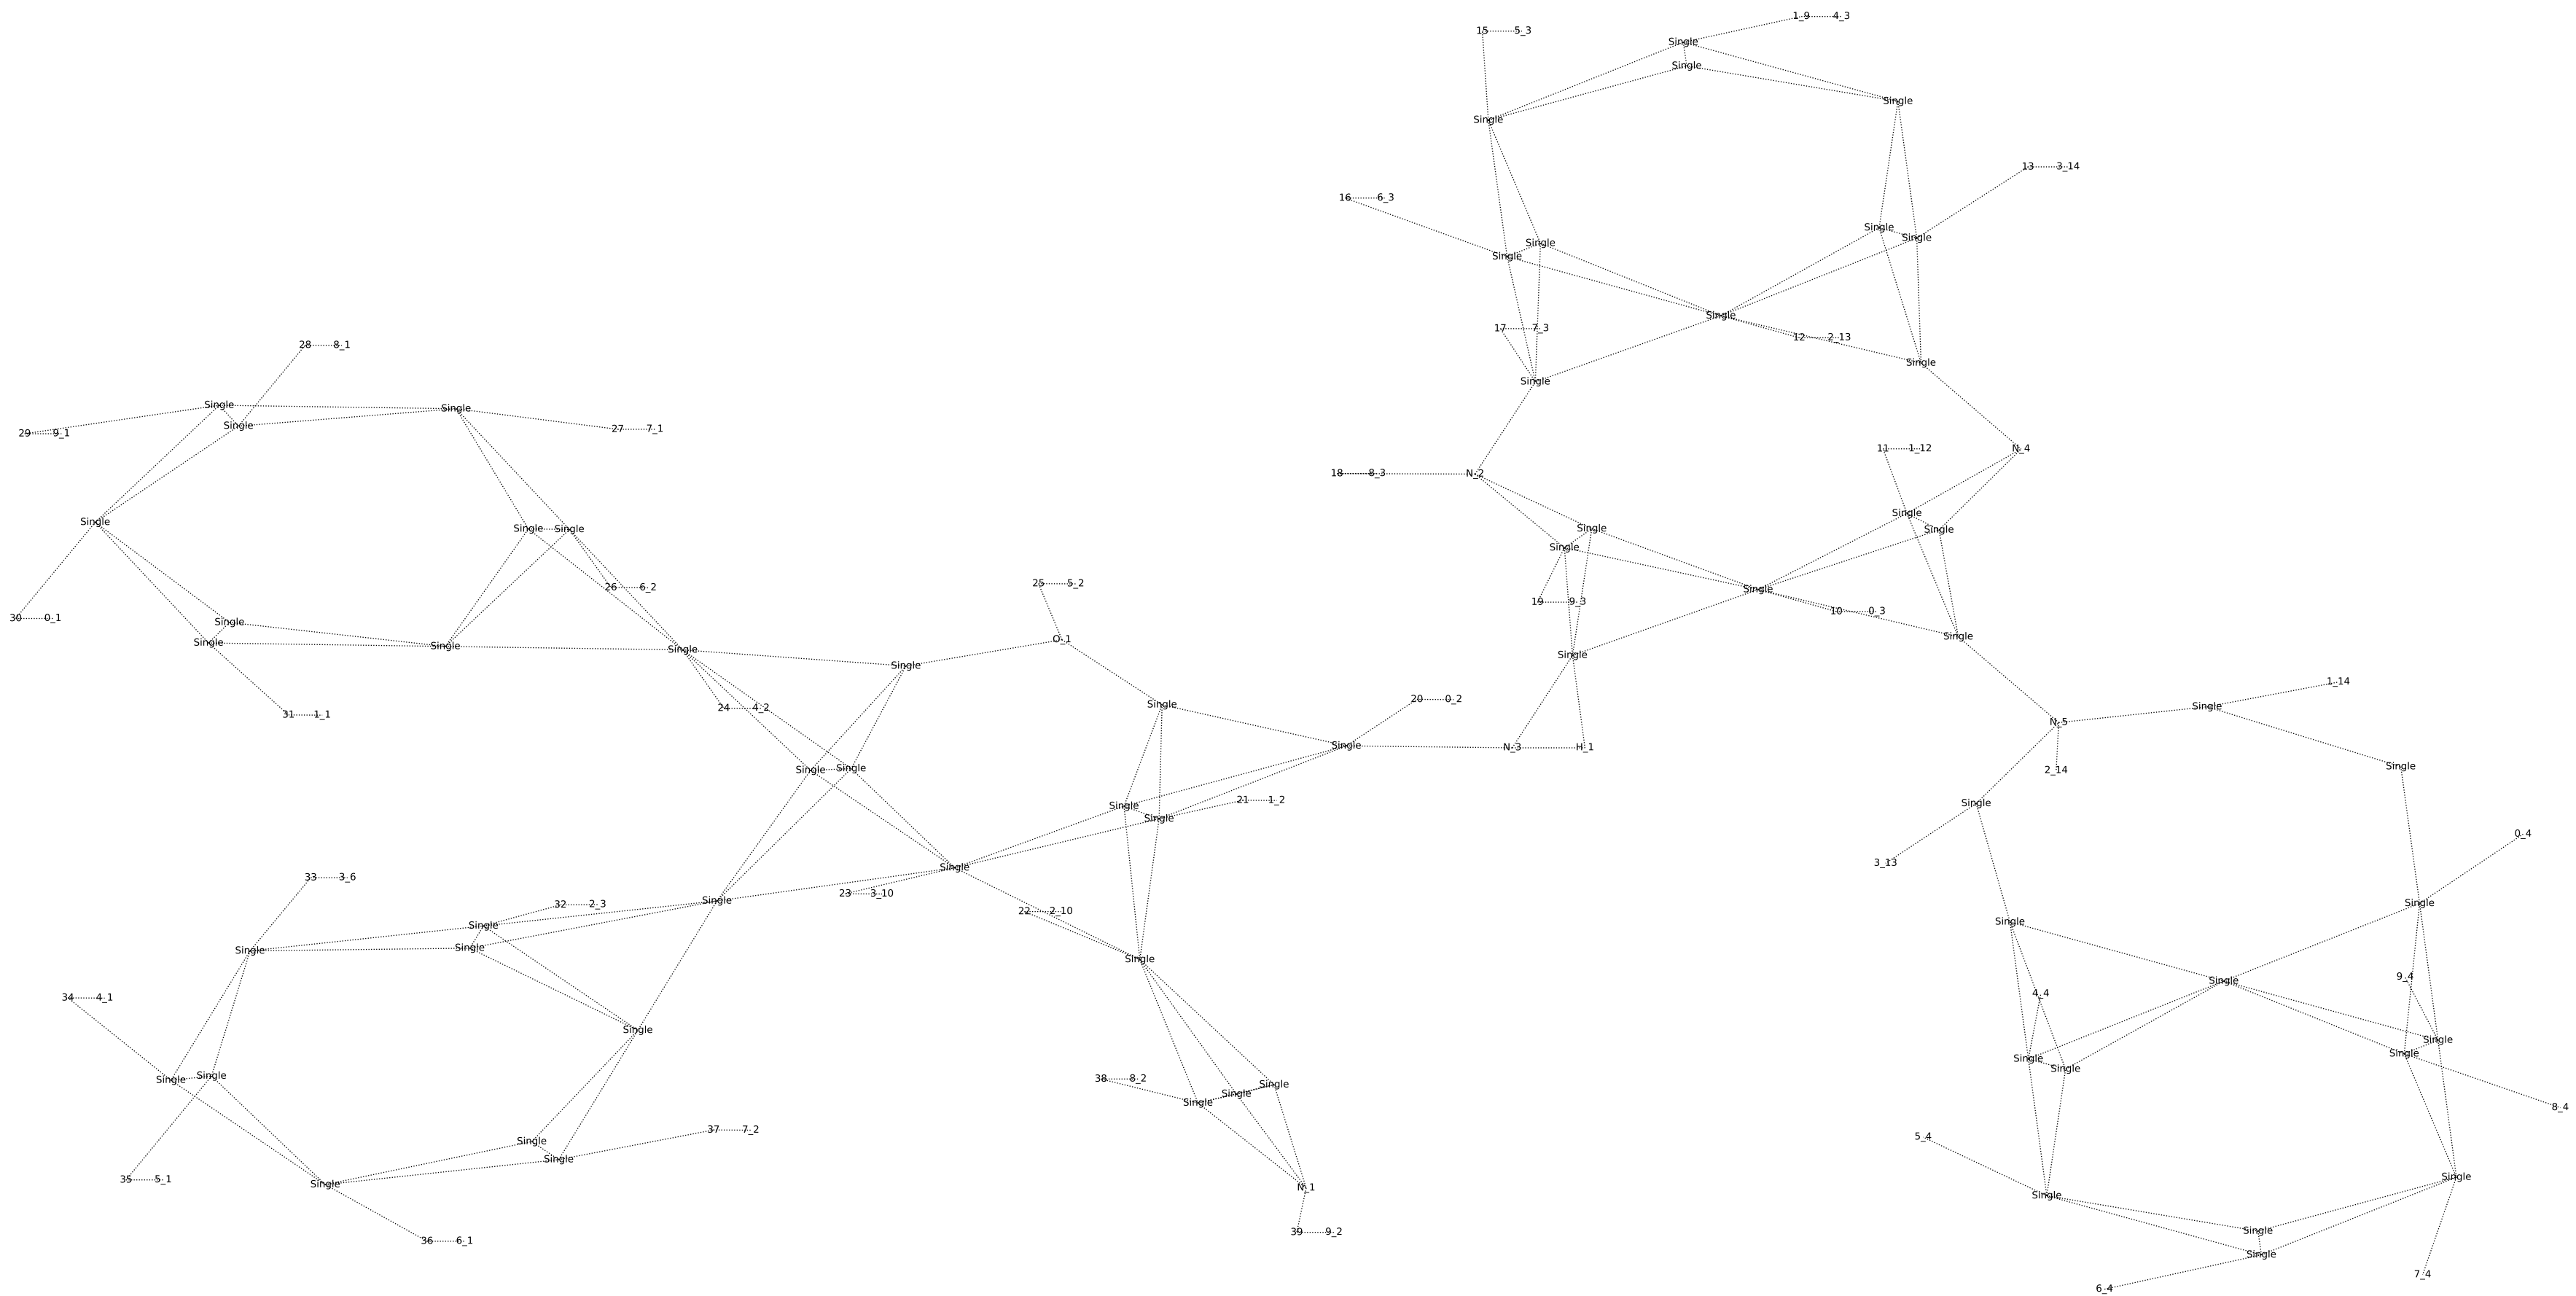 1_9 4_3
15 5_3
Single
Single
Single
Single
13 3_14
16 6_3
Single
Single
Single
Single
Single
17 7_3
12 2_13
28 8_1
Single
Single
Single
Single
Single
29 9_1
27 7_1
N_4
11 1_12
18 8_3
N_2
Single
Single
Single
Single
Single
Single
Single
26 6_2
25 5_2
Single
19 9_3
10 0_3
30 0_1
Single
Single
O_1
Single
Single
Single
Single
Single
1_14
20 0_2
Single
Single
24 4_2
31 1_1
N_5
Single
N_3 H_1
Single
Single
Single
2_14
21 1_2
Single
Single
Single
0_4
3_13
Single
33 3_6
23 3_10
Single
32 2_3
Single
22 2_10
Single
Single
Single
Single
Single
9_4
Single
4_4
34 4_1
Single
Single
Single
Single
Single
Single
38 8_2
Single
Single
Single
Single
Single
8_4
37 7_2
5_4
Single
Single
Single
35 5_1
Single
N_1
Single
Single
39 9_2
36 6_1
Single
7_4
6_4